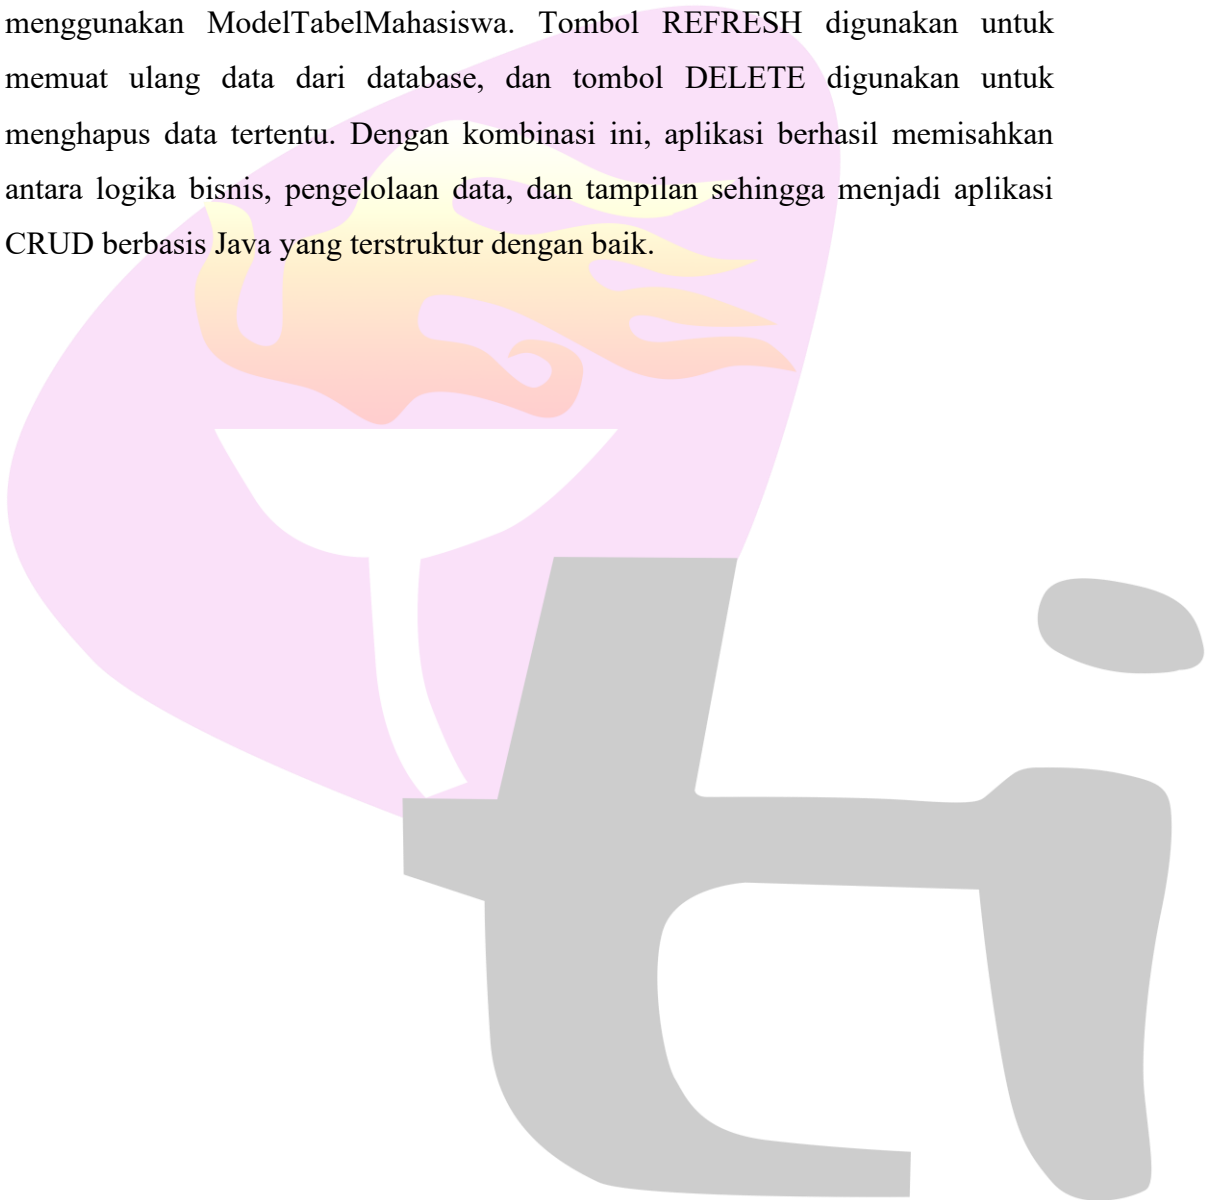 menggunakan ModelTabelMahasiswa. Tombol REFRESH digunakan untuk
memuat ulang data dari database, dan tombol DELETE digunakan untuk
menghapus data tertentu. Dengan kombinasi ini, aplikasi berhasil memisahkan
antara logika bisnis, pengelolaan data, dan tampilan sehingga menjadi aplikasi
CRUD berbasis Java yang terstruktur dengan baik.
ti